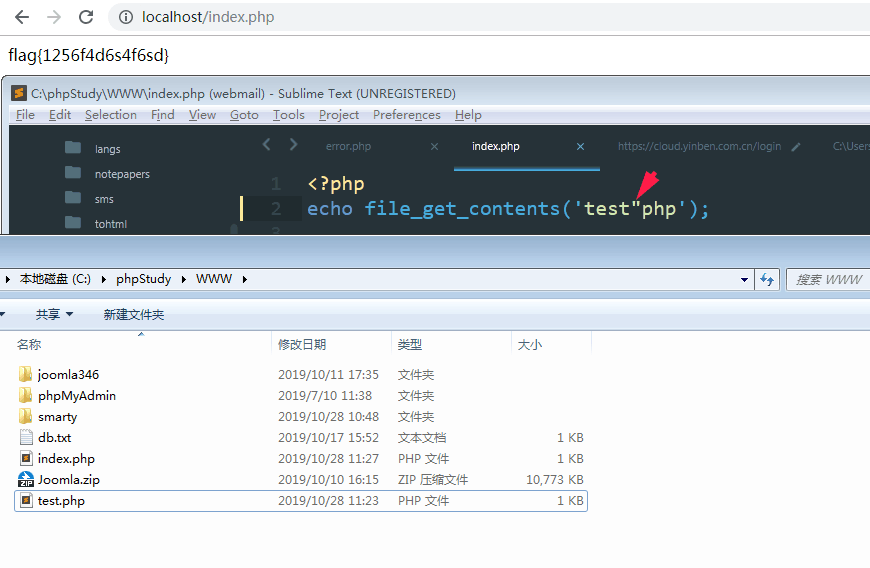 localhost/index.php
flag{1256f4d6s4f6sd}
C:\phpStudy\WWW\index.php (webmail) - Sublime Text (UNREGISTERED)
File Edit Selection Find View Goto Tools Project Preferences Help
langs
notepapers
sms
tohtml
error.php × index.php × https://cloud.yinben.com.cn/login C:\Users
1 <?php
2 echo file_get_contents('test"php');
3
本地磁盘 (C:) phpStudy WWW 搜索 WWW
共享 新建文件夹
名称 修改日期 类型 大小
joomla346 2019/10/11 17:35 文件夹
phpMyAdmin 2019/7/10 11:38 文件夹
smarty 2019/10/28 10:48 文件夹
db.txt 2019/10/17 15:52 文本文档 1 KB
index.php 2019/10/28 11:27 PHP 文件 1 KB
Joomla.zip 2019/10/10 16:15 ZIP 压缩文件 10,773 KB
test.php 2019/10/28 11:23 PHP 文件 1 KB